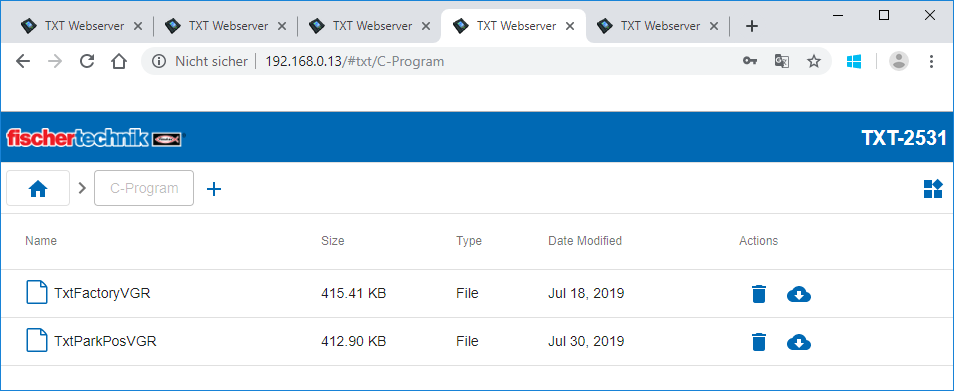 TXT Webserver TXT Webserver TXT Webserver TXT Webserver TXT Webserver
Nicht sicher 192.168.0.13/#txt/C-Program
fischertechnik TXT-2531
C-Program
Name Size Type Date Modified Actions
TxtFactoryVGR 415.41 KB File Jul 18, 2019
TxtParkPosVGR 412.90 KB File Jul 30, 2019